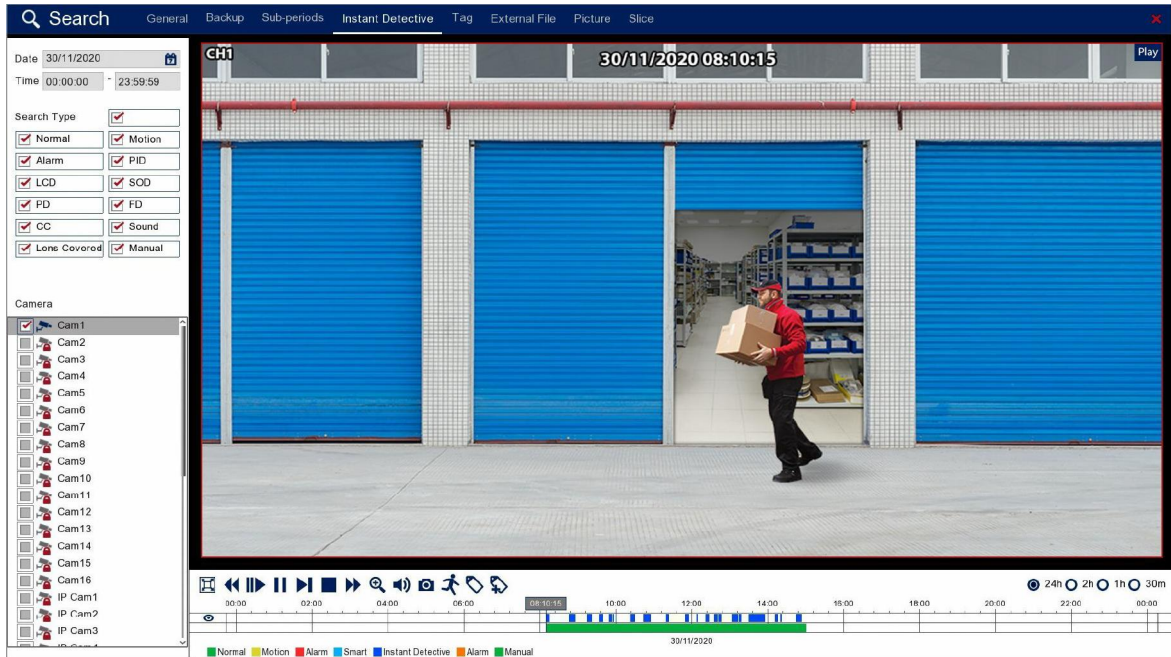 Search General Backup Sub-periods Instant Detective Tag External File Picture Slice
Date 30/11/2020
Time 00:00:00 - 23:59:59
Search Type
Normal Motion
Alarm PID
LCD SOD
PD FD
CC Sound
Lens Covered Manual
Camera
Cam1
Cam2
Cam3
Cam4
Cam5
Cam6
Cam7
Cam8
Cam9
Cam10
Cam11
Cam12
Cam13
Cam14
Cam15
Cam16
IP Cam1
IP Cam2
IP Cam3
CH1 30/11/2020 08:10:15 Play
24h 2h 1h 30m
00:00 02:00 04:00 06:00 08:10:15 10:00 12:00 14:00 16:00 18:00 20:00 22:00 00:00
30/11/2020
Normal Motion Alarm Smart Instant Detective Alarm Manual